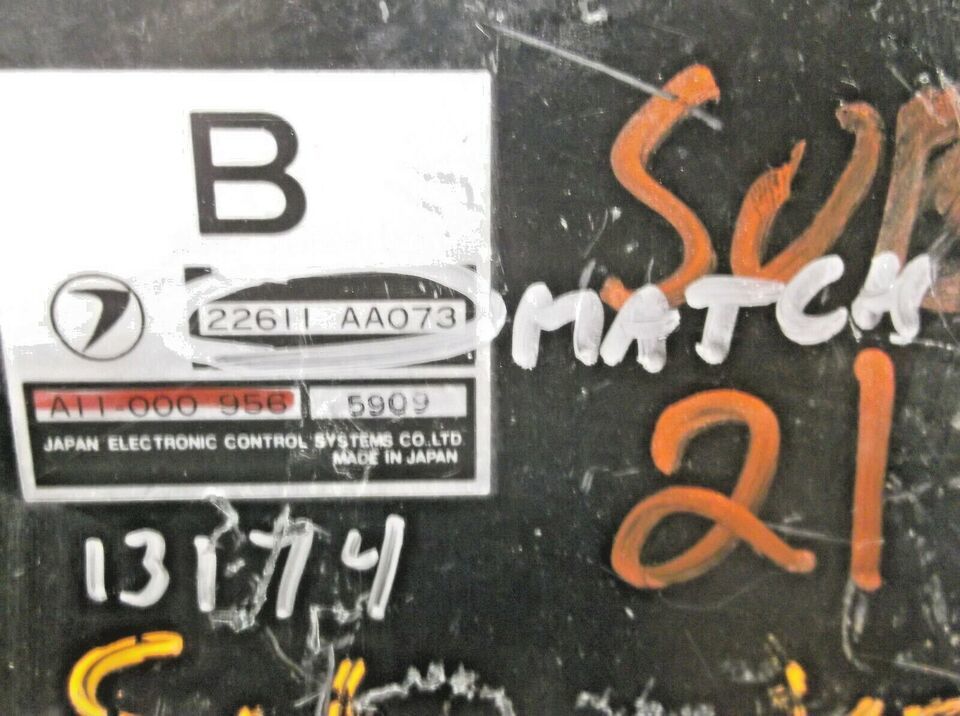 B
22611 AA073
MATCH
A11-000 956 5909
JAPAN ELECTRONIC CONTROL SYSTEMS CO.,LTD.
MADE IN JAPAN
21
13174